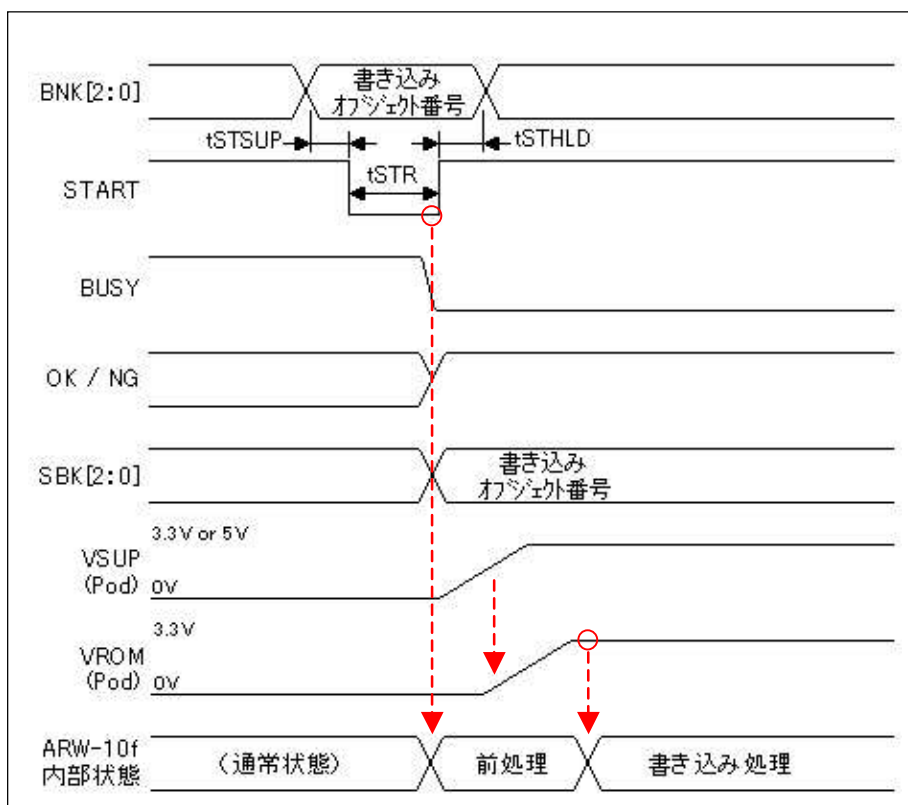 BNK[2:0]
書き込み
オブジェクト番号
tSTSUP
tSTHLD
tSTR
START
BUSY
OK / NG
SBK[2:0]
書き込み
オブジェクト番号
3.3V or 5V
VSUP
(Pod)
0V
3.3V
VROM
(Pod)
0V
ARW-10f
内部状態
(通常状態)
前処理
書き込み処理